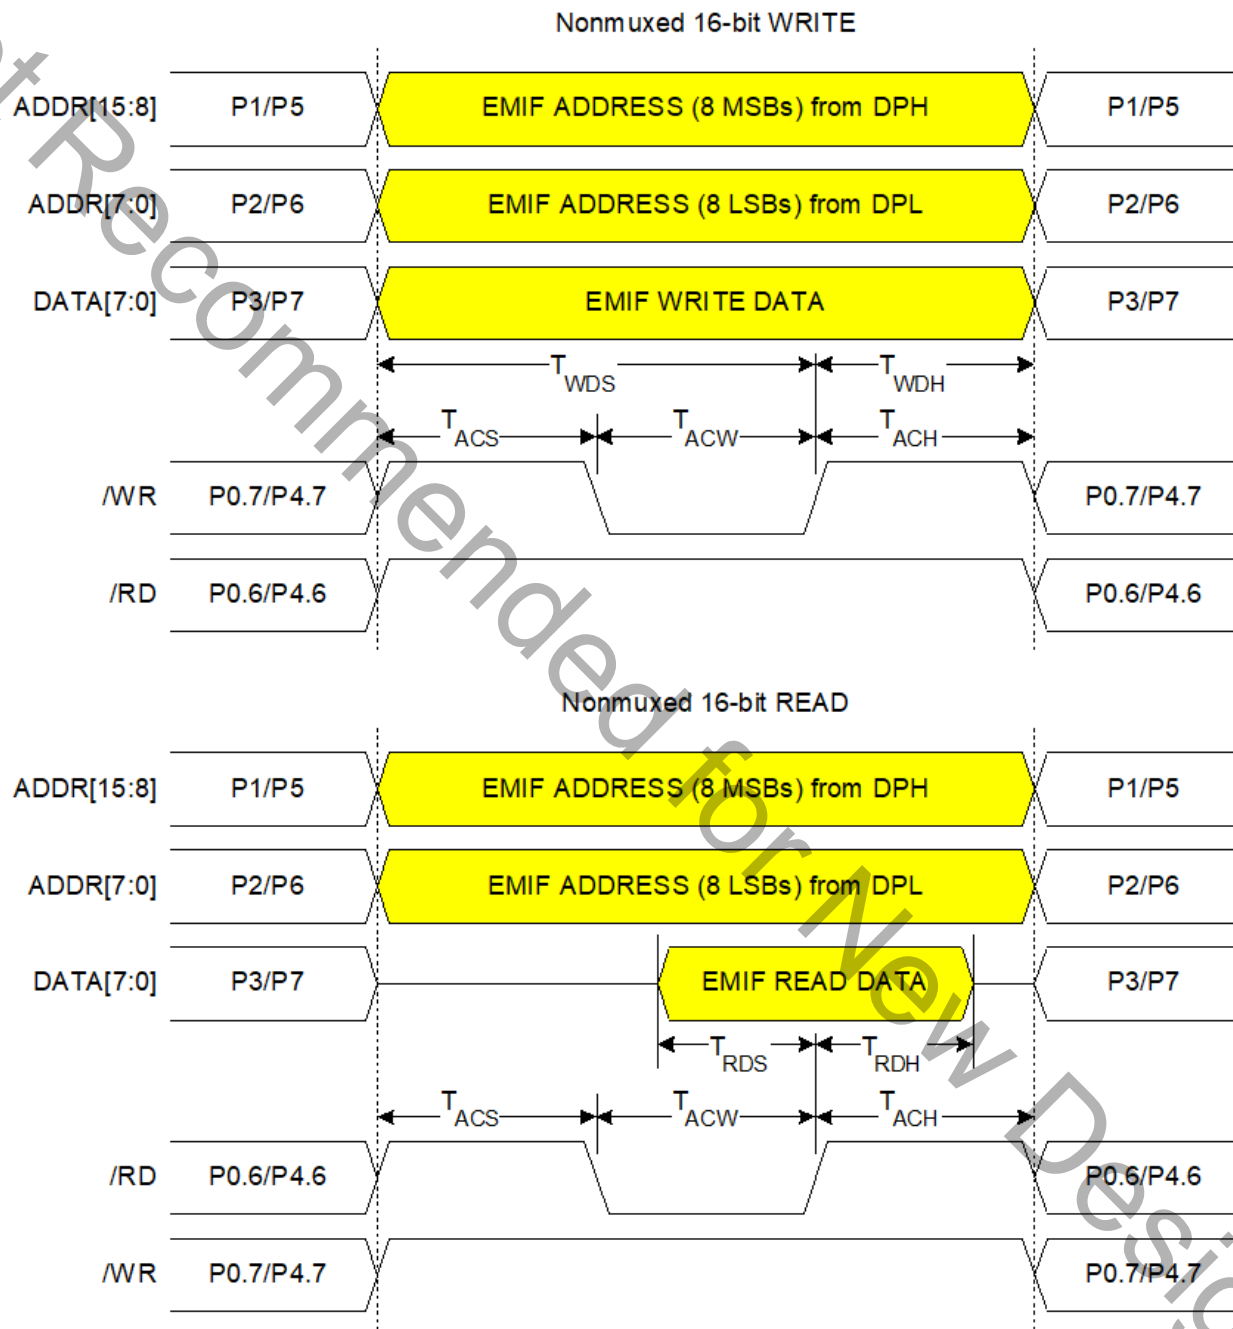 Nonmuxed 16-bit WRITE
ADDR[15:8] P1/P5 EMIF ADDRESS (8 MSBs) from DPH P1/P5
ADDR[7:0] P2/P6 EMIF ADDRESS (8 LSBs) from DPL P2/P6
DATA[7:0] P3/P7 EMIF WRITE DATA P3/P7
TWDS TWDH
TACS TACW TACH
/WR P0.7/P4.7 P0.7/P4.7
/RD P0.6/P4.6 P0.6/P4.6
Nonmuxed 16-bit READ
ADDR[15:8] P1/P5 EMIF ADDRESS (8 MSBs) from DPH P1/P5
ADDR[7:0] P2/P6 EMIF ADDRESS (8 LSBs) from DPL P2/P6
DATA[7:0] P3/P7 EMIF READ DATA P3/P7
TRDS TRDH
TACS TACW TACH
/RD P0.6/P4.6 P0.6/P4.6
/WR P0.7/P4.7 P0.7/P4.7
Recommended for New